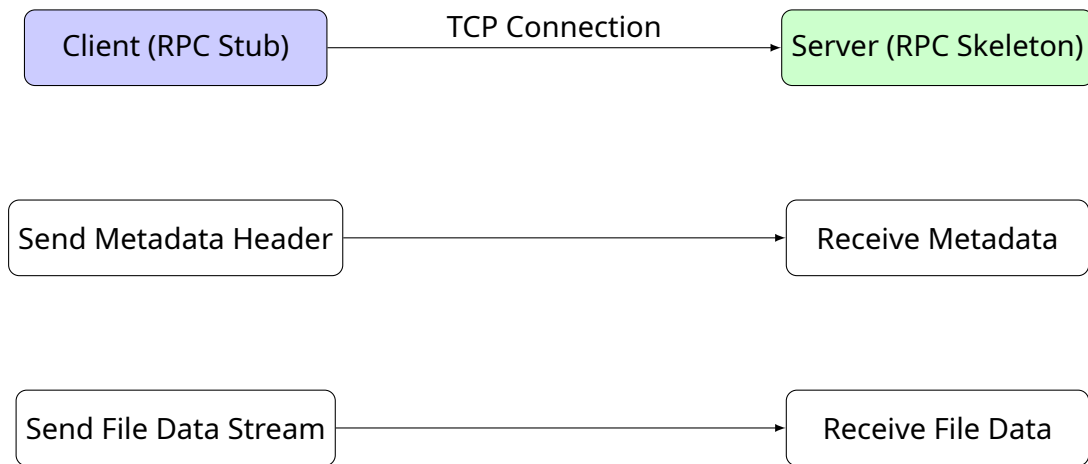 Client (RPC Stub)
TCP Connection
Server (RPC Skeleton)
Send Metadata Header
Receive Metadata
Send File Data Stream
Receive File Data